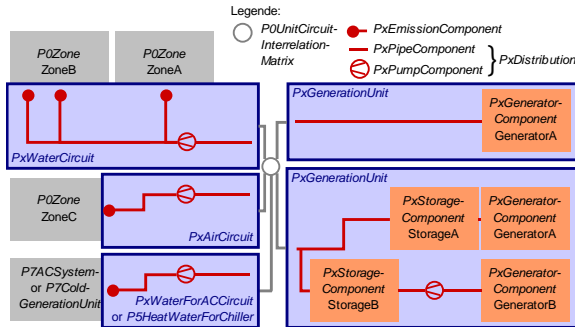 Legende:
P0UnitCircuit-
Interrelation-
Matrix
PxEmissionComponent
PxPipeComponent
PxPumpComponent
PxDistribution
P0Zone
ZoneB
P0Zone
ZoneA
PxWaterCircuit
P0Zone
ZoneC
PxAirCircuit
P7ACSystem-
or P7Cold-
GenerationUnit
PxWaterForACCircuit
or P5HeatWaterForChiller
PxGenerationUnit
PxGenerator-
Component
GeneratorA
PxGenerationUnit
PxStorage-
Component
StorageA
PxGenerator-
Component
GeneratorA
PxStorage-
Component
StorageB
PxGenerator-
Component
GeneratorB